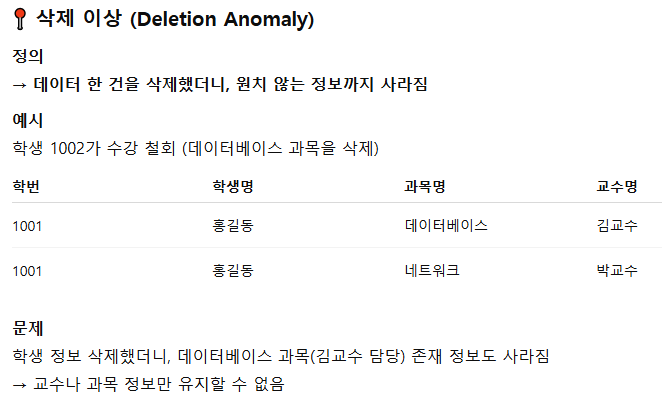 📍 삭제 이상 (Deletion Anomaly)
정의
→ 데이터 한 건을 삭제했더니, 원치 않는 정보까지 사라짐
예시
학생 1002가 수강 철회 (데이터베이스 과목을 삭제)
학번 학생명 과목명 교수명
1001 홍길동 데이터베이스 김교수
1001 홍길동 네트워크 박교수
문제
학생 정보 삭제했더니, 데이터베이스 과목(김교수 담당) 존재 정보도 사라짐
→ 교수나 과목 정보만 유지할 수 없음